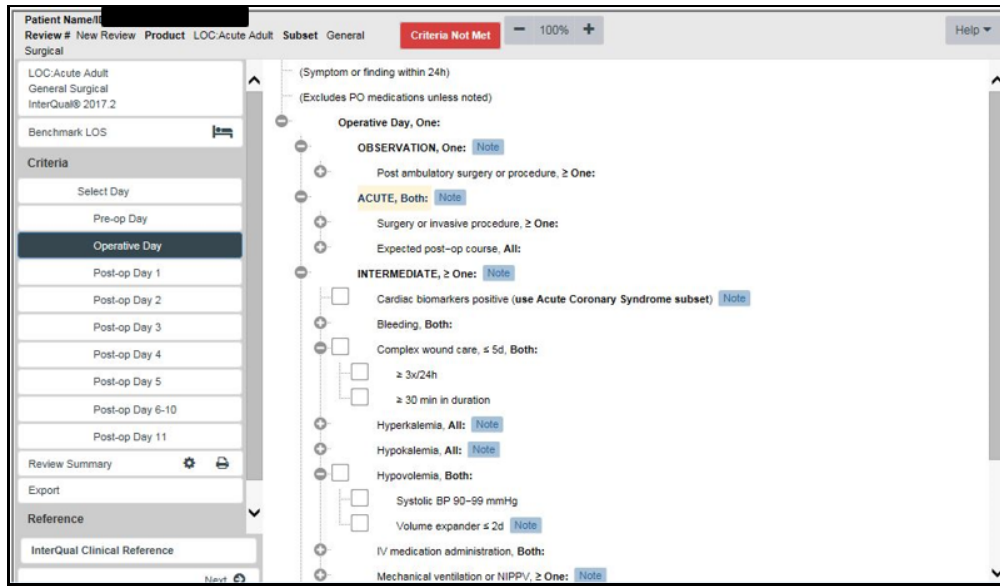 Patient Name/ID
Review # New Review Product LOC:Acute Adult Subset General
Surgical
Criteria Not Met
100%
Help
LOC:Acute Adult
General Surgical
InterQual® 2017.2
Benchmark LOS
Criteria
Select Day
Pre-op Day
Operative Day
Post-op Day 1
Post-op Day 2
Post-op Day 3
Post-op Day 4
Post-op Day 5
Post-op Day 6-10
Post-op Day 11
Review Summary
Export
Reference
InterQual Clinical Reference
Next
(Symptom or finding within 24h)
(Excludes PO medications unless noted)
Operative Day, One:
OBSERVATION, One: Note
Post ambulatory surgery or procedure, ≥ One:
ACUTE, Both: Note
Surgery or invasive procedure, ≥ One:
Expected post-op course, All:
INTERMEDIATE, ≥ One: Note
Cardiac biomarkers positive (use Acute Coronary Syndrome subset) Note
Bleeding, Both:
Complex wound care, ≤ 5d, Both:
≥ 3x/24h
≥ 30 min in duration
Hyperkalemia, All: Note
Hypokalemia, All: Note
Hypovolemia, Both:
Systolic BP 90-99 mmHg
Volume expander ≤ 2d Note
IV medication administration, Both:
Mechanical ventilation or NIPPV, ≥ One: Note